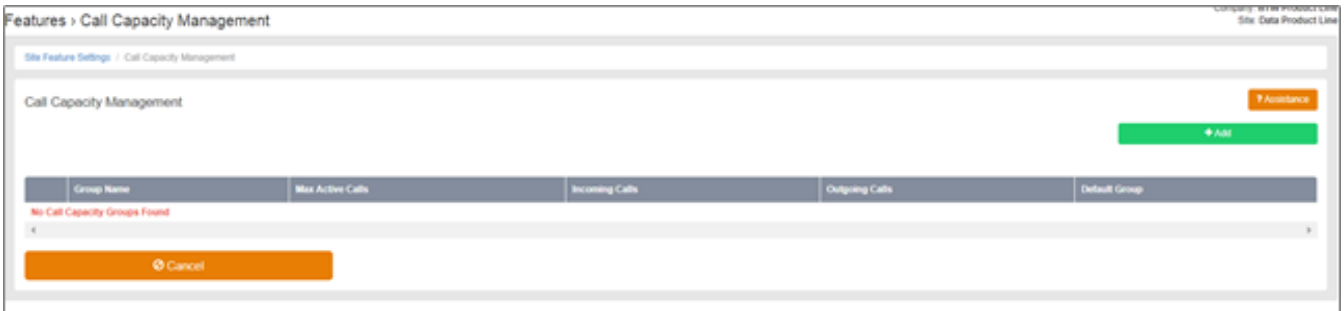 Features › Call Capacity Management
Company: BTW Product Line
Site: Data Product Line
Site Feature Settings / Call Capacity Management
Call Capacity Management
? Assistance
+ Add
Group Name Max Active Calls Incoming Calls Outgoing Calls Default Group
No Call Capacity Groups Found
Cancel